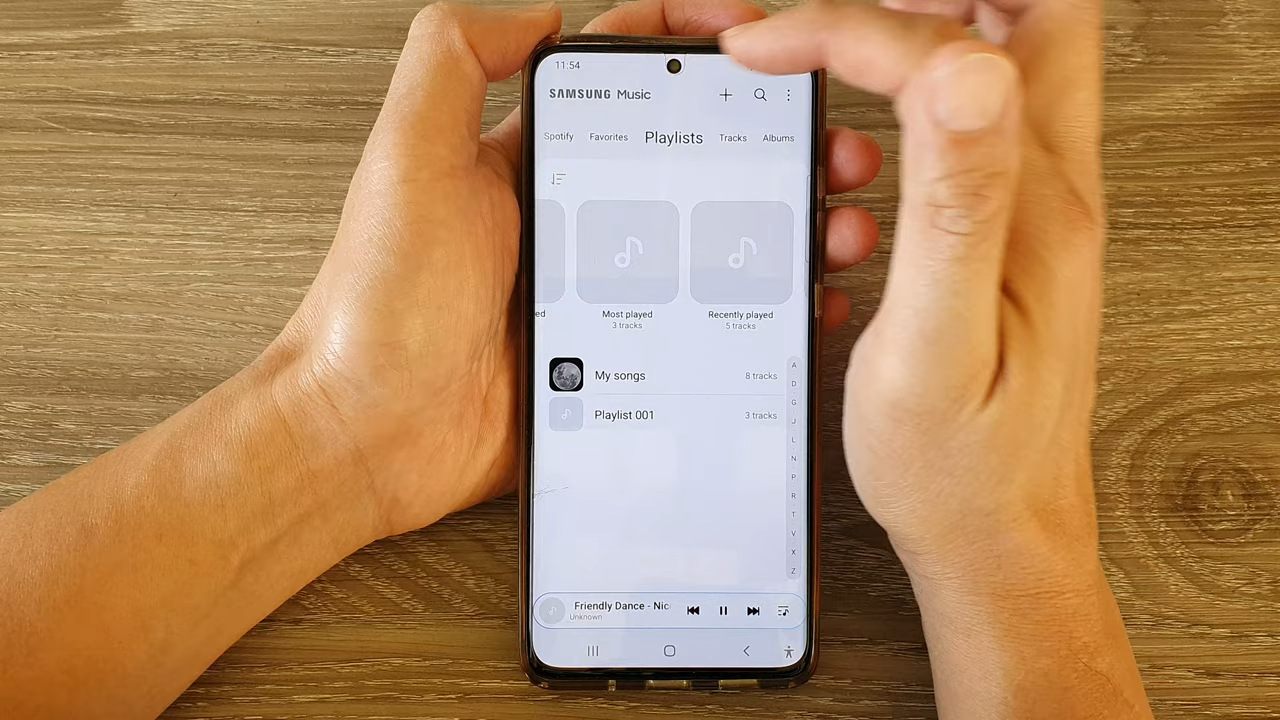 11:54
SAMSUNG Music
Spotify Favorites Playlists Tracks Albums
ed
Most played
3 tracks
Recently played
5 tracks
My songs 8 tracks
Playlist 001 3 tracks
A
D
G
J
L
N
P
R
T
V
X
Z
Friendly Dance - Nic
Unknown